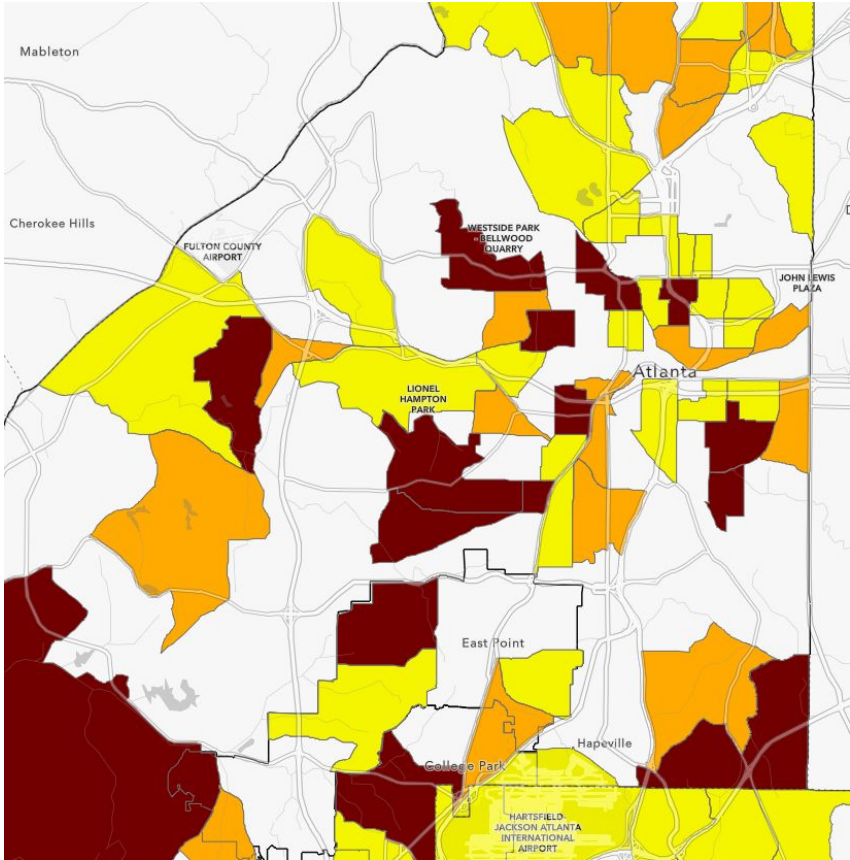 Mableton
Cherokee Hills
FULTON COUNTY
AIRPORT
WESTSIDE PARK
- BELLWOOD
QUARRY
JOHN LEWIS
PLAZA
D
Atlanta
LIONEL
HAMPTON
PARK
East Point
Hapeville
College Park
HARTSFIELD
- JACKSON ATLANTA
INTERNATIONAL
AIRPORT